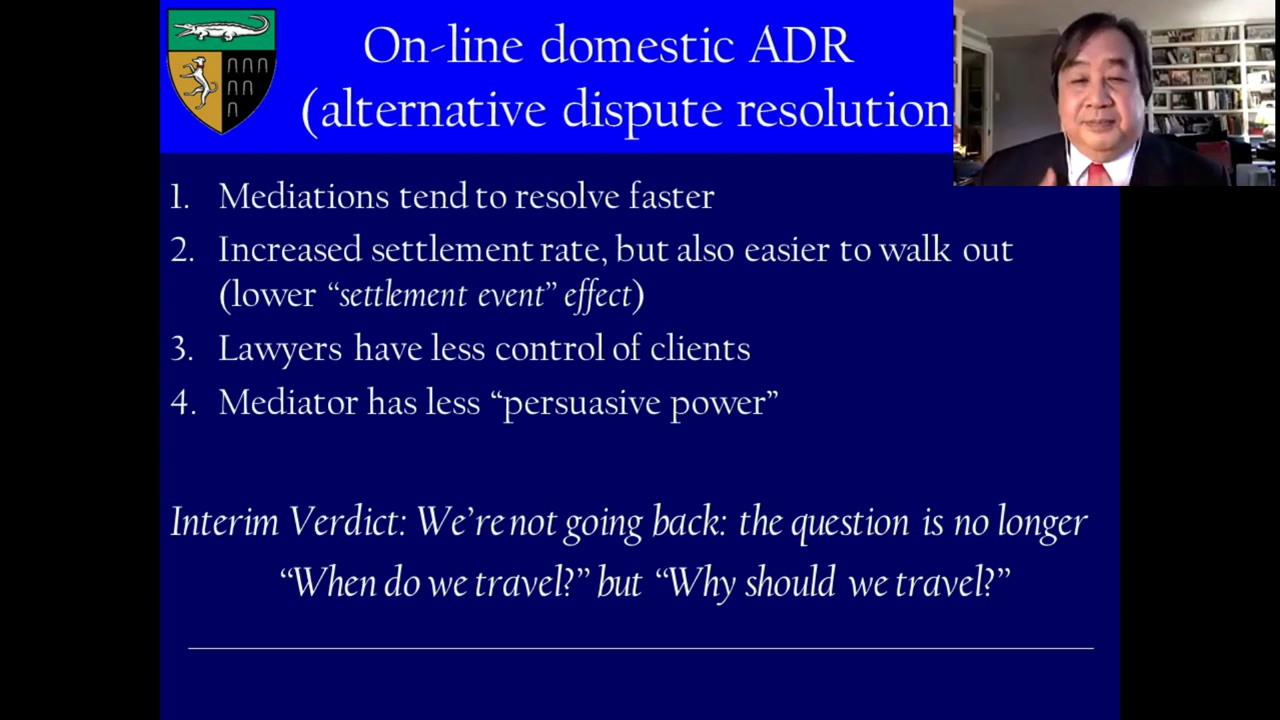 On-line domestic ADR
(alternative dispute resolution
1. Mediations tend to resolve faster
2. Increased settlement rate, but also easier to walk out
(lower “settlement event” effect)
3. Lawyers have less control of clients
4. Mediator has less “persuasive power”
Interim Verdict: We’re not going back: the question is no longer
“When do we travel?” but “Why should we travel?”